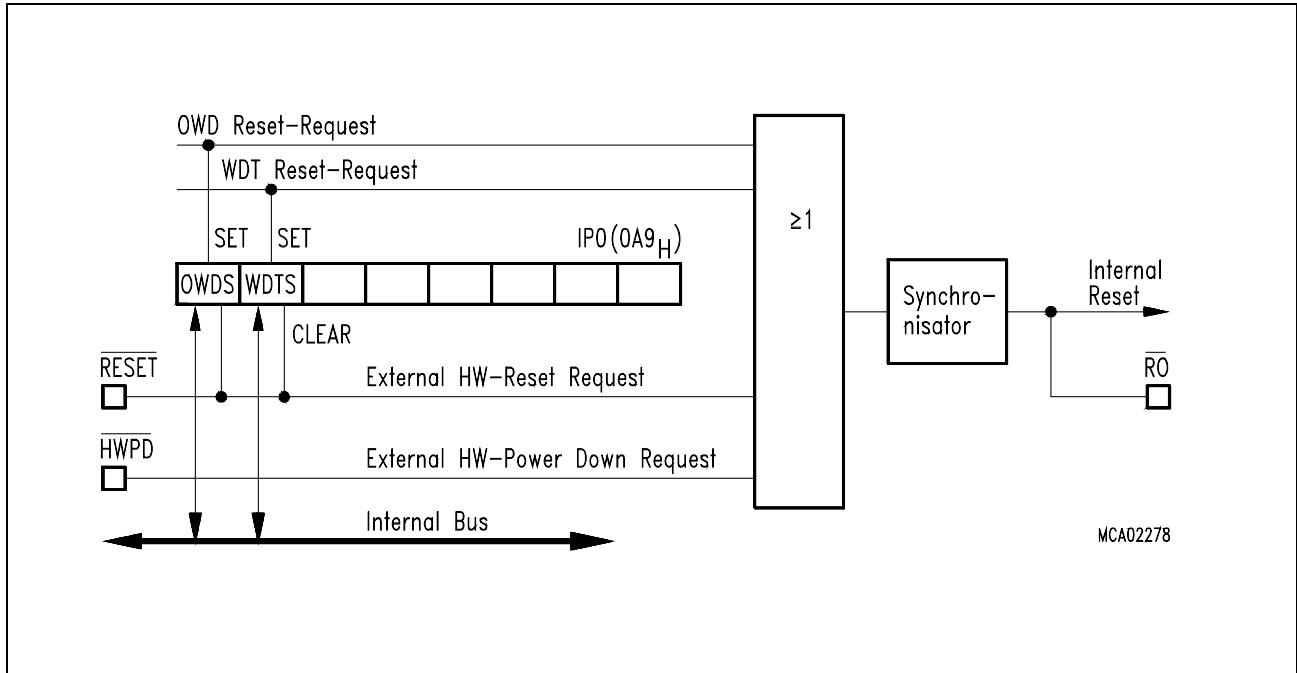 OWD Reset-Request
WDT Reset-Request
≥1
SET SET IP0(0A9H)
OWDS WDTS
Internal
Reset
Synchro-
nisator
CLEAR
RESET
External HW-Reset Request
RO
HWPD
External HW-Power Down Request
Internal Bus
MCA02278